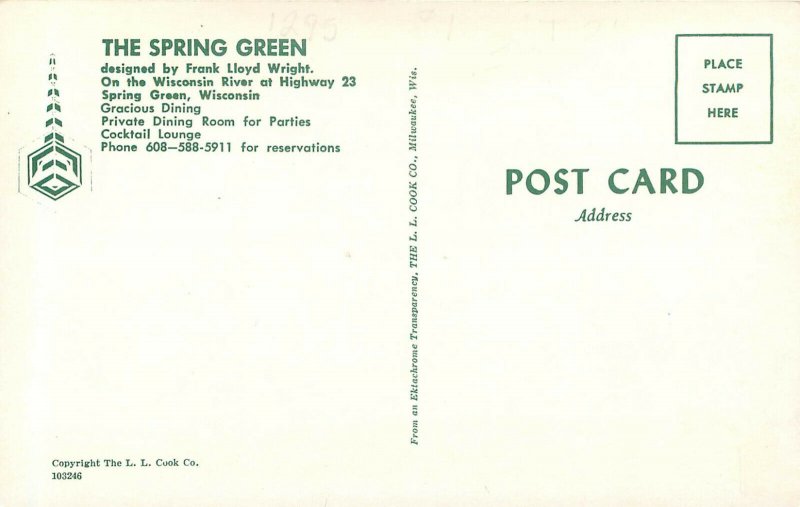 1295
THE SPRING GREEN
designed by Frank Lloyd Wright.
On the Wisconsin River at Highway 23
Spring Green, Wisconsin
Gracious Dining
Private Dining Room for Parties
Cocktail Lounge
Phone 608—588-5911 for reservations
From an Ektachrome Transparency, THE L. L. COOK CO., Milwaukee, Wis.
PLACE
STAMP
HERE
POST CARD
Address
Copyright The L. L. Cook Co.
103246